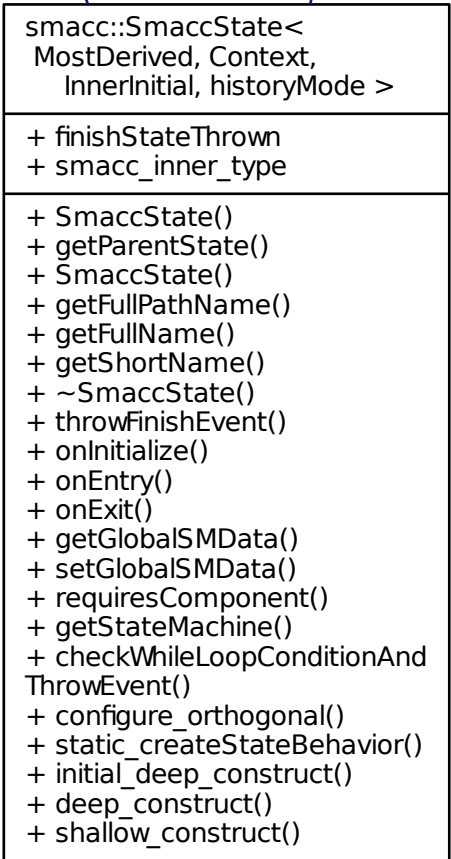 smacc::SmaccState<
MostDerived, Context,
InnerInitial, historyMode >
+ finishStateThrown
+ smacc_inner_type
+ SmaccState()
+ getParentState()
+ SmaccState()
+ getFullPathName()
+ getFullName()
+ getShortName()
+ ~SmaccState()
+ throwFinishEvent()
+ onInitialize()
+ onEntry()
+ onExit()
+ getGlobalSMData()
+ setGlobalSMData()
+ requiresComponent()
+ getStateMachine()
+ checkWhileLoopConditionAnd
ThrowEvent()
+ configure_orthogonal()
+ static_createStateBehavior()
+ initial_deep_construct()
+ deep_construct()
+ shallow_construct()